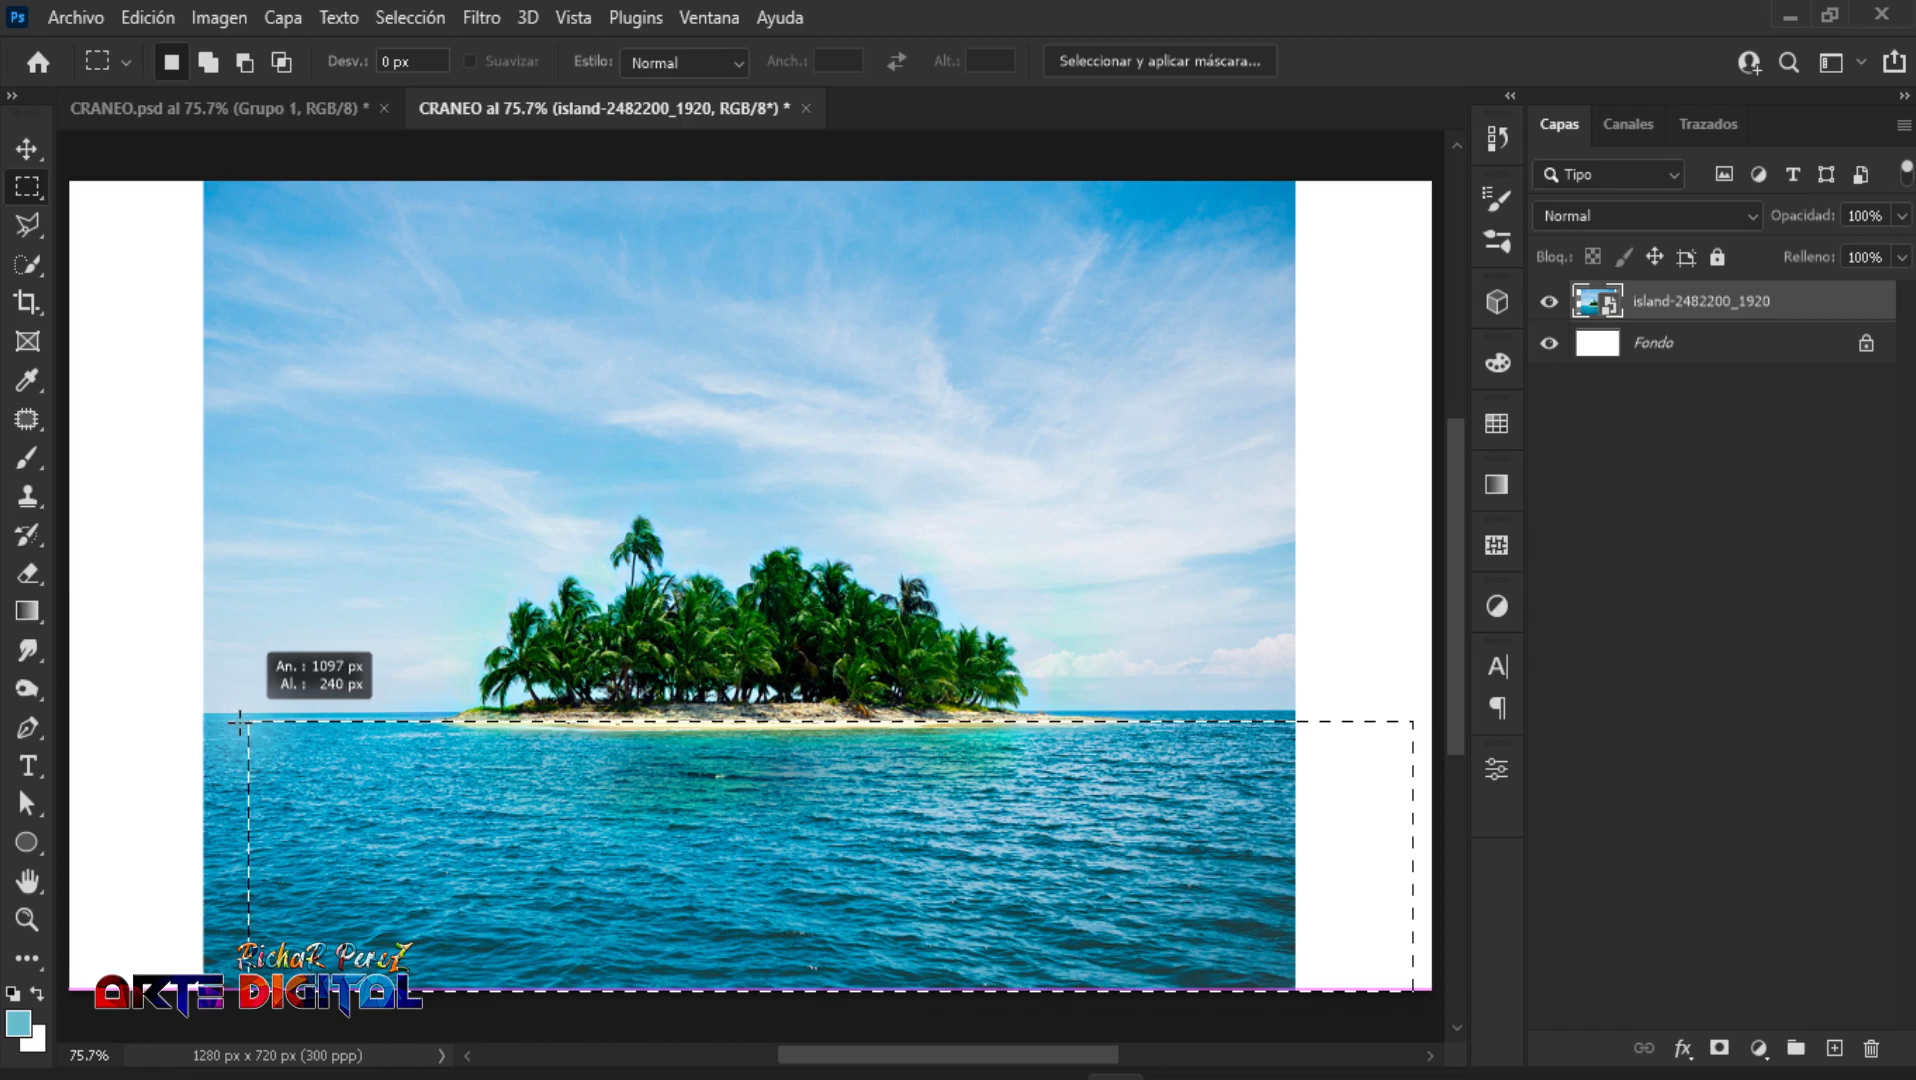 Ps Archivo Edición Imagen Capa Texto Selección Filtro 3D Vista Plugins Ventana Ayuda
Desv.: 0 px Suavizar Estilo: Normal Anch.: Alt.: Seleccionar y aplicar máscara...
CRANEO.psd al 75.7% (Grupo 1, RGB/8) * CRANEO al 75.7% (island-2482200_1920, RGB/8*) *
Capas Canales Trazados
Tipo
Normal Opacidad: 100%
Bloq.: Relleno: 100%
island-2482200_1920
Fondo
An. : 1097 px
Al. : 240 px
RichaR Perez
ARTE DIGITAL
75.7% 1280 px x 720 px (300 ppp)